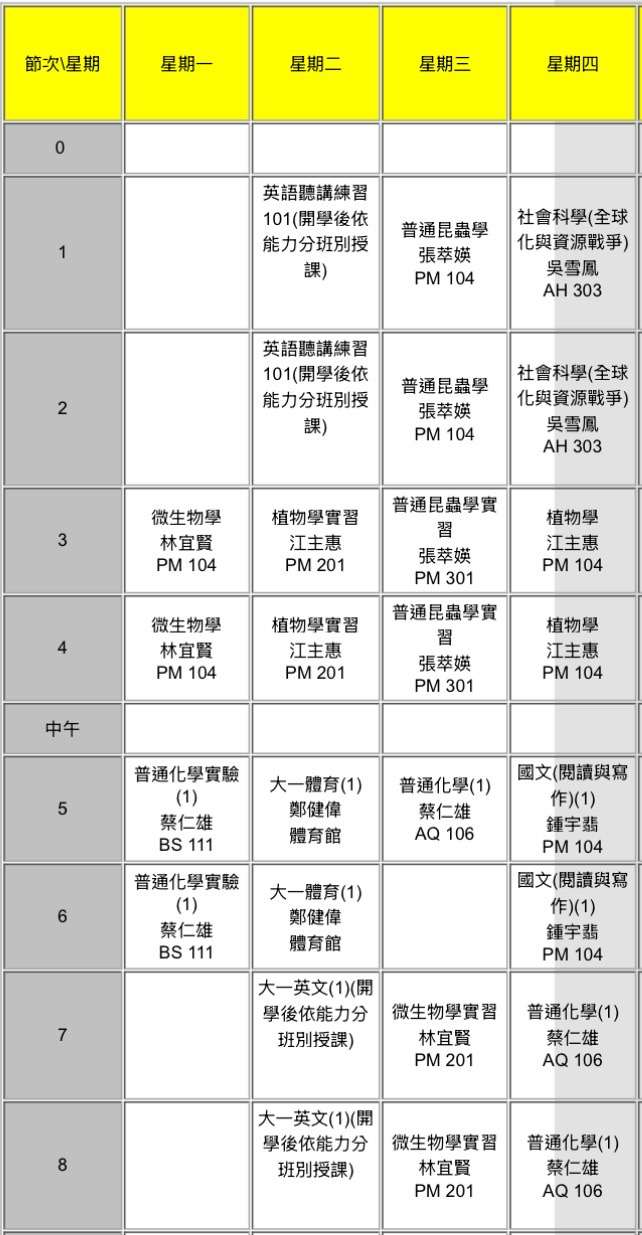 節次\星期 星期一 星期二 星期三 星期四
0
1
英語聽講練習
101(開學後依
能力分班別授
課)
普通昆蟲學
張萃媖
PM 104
社會科學(全球
化與資源戰爭)
吳雪鳳
AH 303
2
英語聽講練習
101(開學後依
能力分班別授
課)
普通昆蟲學
張萃媖
PM 104
社會科學(全球
化與資源戰爭)
吳雪鳳
AH 303
3
微生物學
林宜賢
PM 104
植物學實習
江主惠
PM 201
普通昆蟲學實
習
張萃媖
PM 301
植物學
江主惠
PM 104
4
微生物學
林宜賢
PM 104
植物學實習
江主惠
PM 201
普通昆蟲學實
習
張萃媖
PM 301
植物學
江主惠
PM 104
中午
5
普通化學實驗
(1)
蔡仁雄
BS 111
大一體育(1)
鄭健偉
體育館
普通化學(1)
蔡仁雄
AQ 106
國文(閱讀與寫
作)(1)
鍾宇翡
PM 104
6
普通化學實驗
(1)
蔡仁雄
BS 111
大一體育(1)
鄭健偉
體育館
國文(閱讀與寫
作)(1)
鍾宇翡
PM 104
7
大一英文(1)(開
學後依能力分
班別授課)
微生物學實習
林宜賢
PM 201
普通化學(1)
蔡仁雄
AQ 106
8
大一英文(1)(開
學後依能力分
班別授課)
微生物學實習
林宜賢
PM 201
普通化學(1)
蔡仁雄
AQ 106